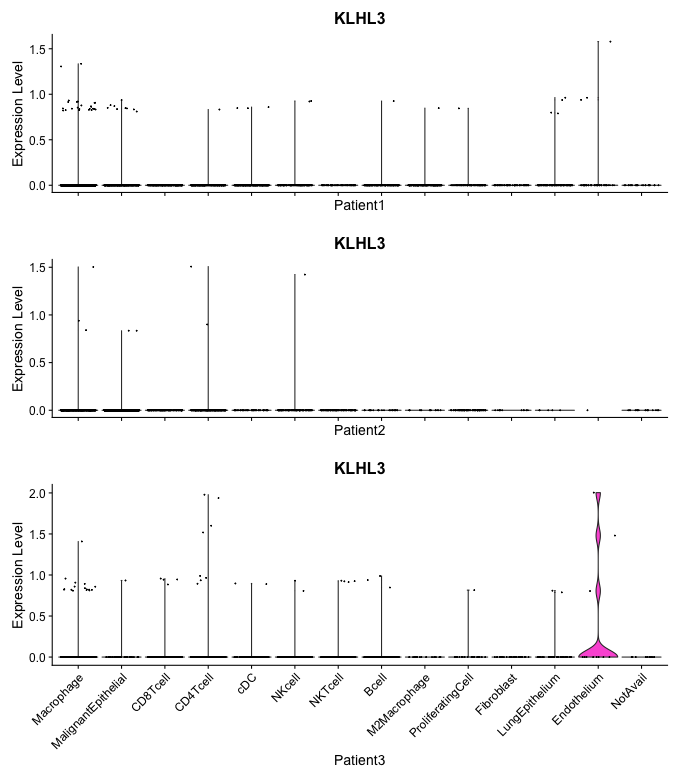 KLHL3
Expression Level
1.5
1.0
0.5
0.0
Patient1
KLHL3
Expression Level
1.5
1.0
0.5
0.0
Patient2
KLHL3
Expression Level
2.0
1.5
1.0
0.5
0.0
Macrophage
MalignantEpithelial
CD8Tcell
CD4Tcell
cDC
NKcell
NKTcell
Bcell
M2Macrophage
ProliferatingCell
Fibroblast
LungEpithelium
Endothelium
NotAvail
Patient3